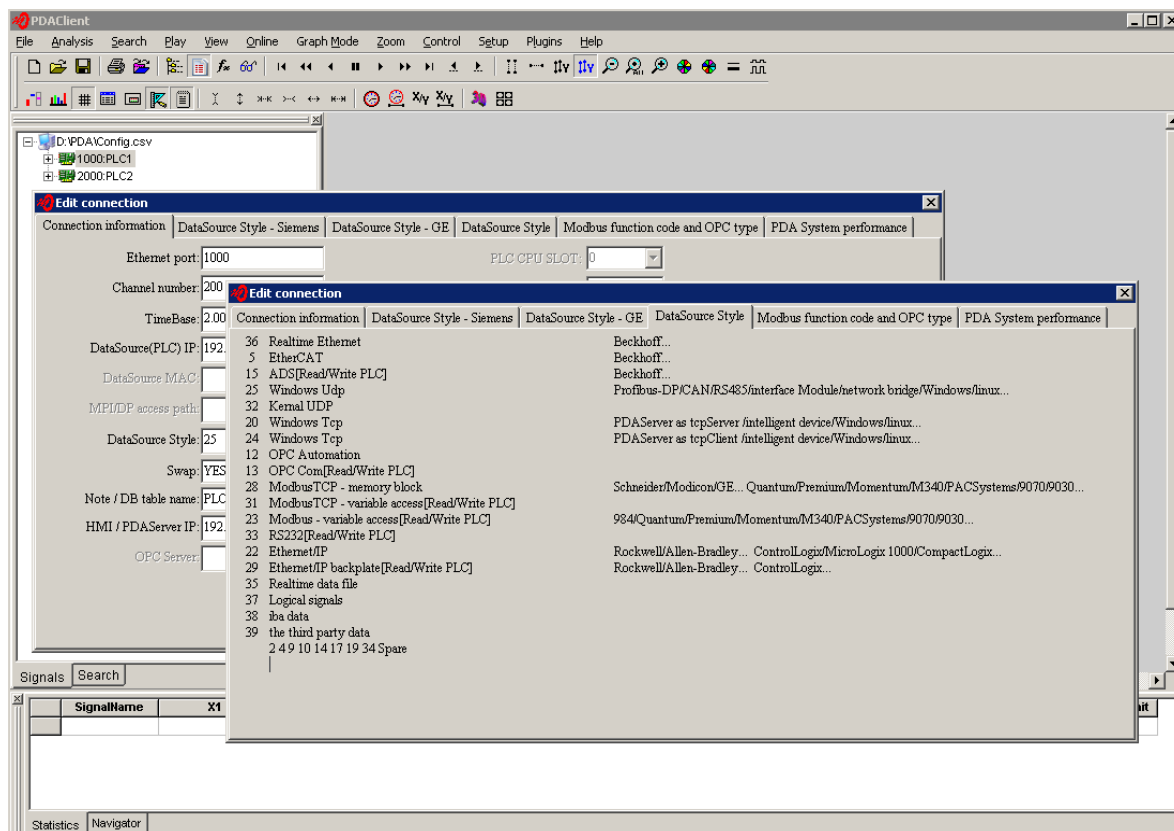 PDAClient
File Analysis Search Play View Online Graph Mode Zoom Control Setup Plugins Help
D:\PDA\Config.csv
1000:PLC1
2000:PLC2
Edit connection
Connection information DataSource Style - Siemens DataSource Style - GE DataSource Style Modbus function code and OPC type PDA System performance
Ethernet port: 1000 PLC CPU SLOT: 0
Channel number: 200
TimeBase: 2.00
DataSource(PLC) IP: 192.
DataSource MAC:
MPI/DP access path:
DataSource Style: 25
Swap: YES
Note / DB table name: PLC
HMI / PDAServer IP: 192.
OPC Server:
Edit connection
Connection information DataSource Style - Siemens DataSource Style - GE DataSource Style Modbus function code and OPC type PDA System performance
36 Realtime Ethernet Beckhoff...
5 EtherCAT Beckhoff...
15 ADS[Read/Write PLC] Beckhoff...
25 Windows Udp Profibus-DP/CAN/RS485/interface Module/network bridge/Windows/linux...
32 Kernal UDP
20 Windows Tcp PDAServer as tcpServer /intelligent device/Windows/linux...
24 Windows Tcp PDAServer as tcpClient /intelligent device/Windows/linux...
12 OPC Automation
13 OPC Com[Read/Write PLC]
28 ModbusTCP - memory block Schneider/Modicon/GE... Quantum/Premium/Momentum/M340/PACSystems/9070/9030...
31 ModbusTCP - variable access[Read/Write PLC]
23 Modbus - variable access[Read/Write PLC] 984/Quantum/Premium/Momentum/M340/PACSystems/9070/9030...
33 RS232[Read/Write PLC]
22 Ethernet/IP Rockwell/Allen-Bradley... ControlLogix/MicroLogix 1000/CompactLogix...
29 Ethernet/IP backplate[Read/Write PLC] Rockwell/Allen-Bradley... ControlLogix...
35 Realtime data file
37 Logical signals
38 iba data
39 the third party data
2 4 9 10 14 17 19 34 Spare
Signals Search
SignalName X1
Statistics Navigator